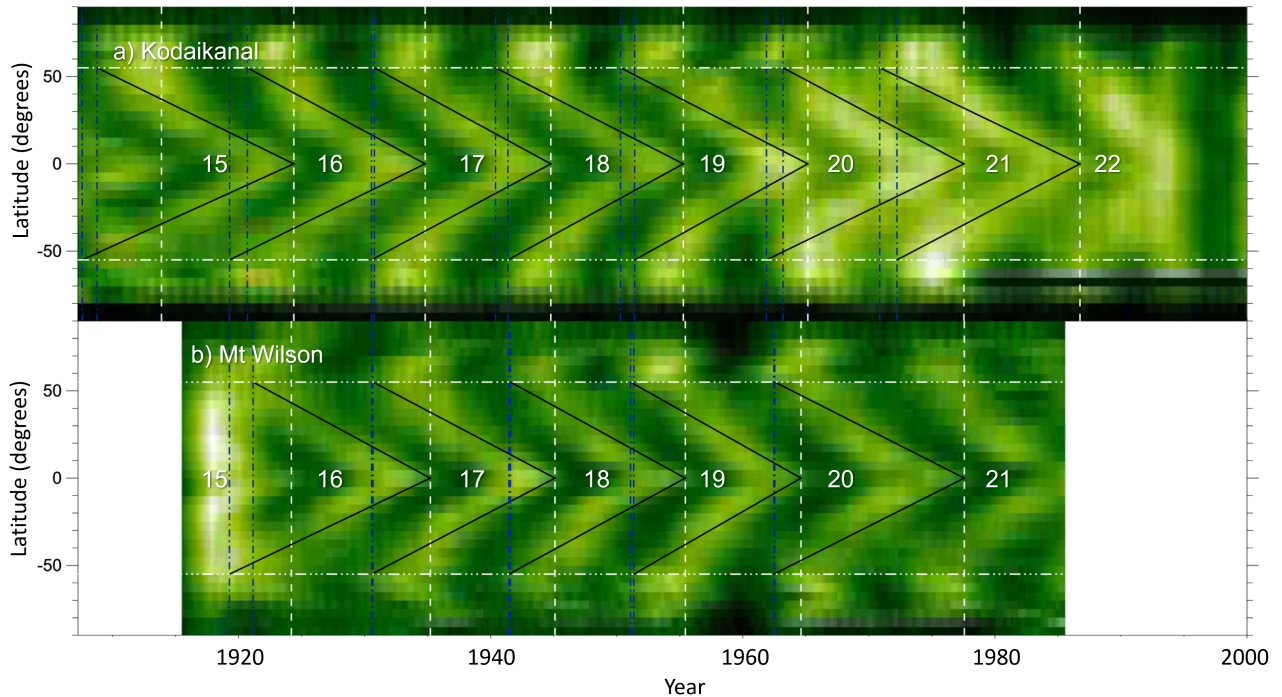 a) Kodaikanal
50
0
-50
Latitude (degrees)
15 16 17 18 19 20 21 22
b) Mt Wilson
50
0
-50
Latitude (degrees)
15 16 17 18 19 20 21
1920 1940 1960 1980 2000
Year